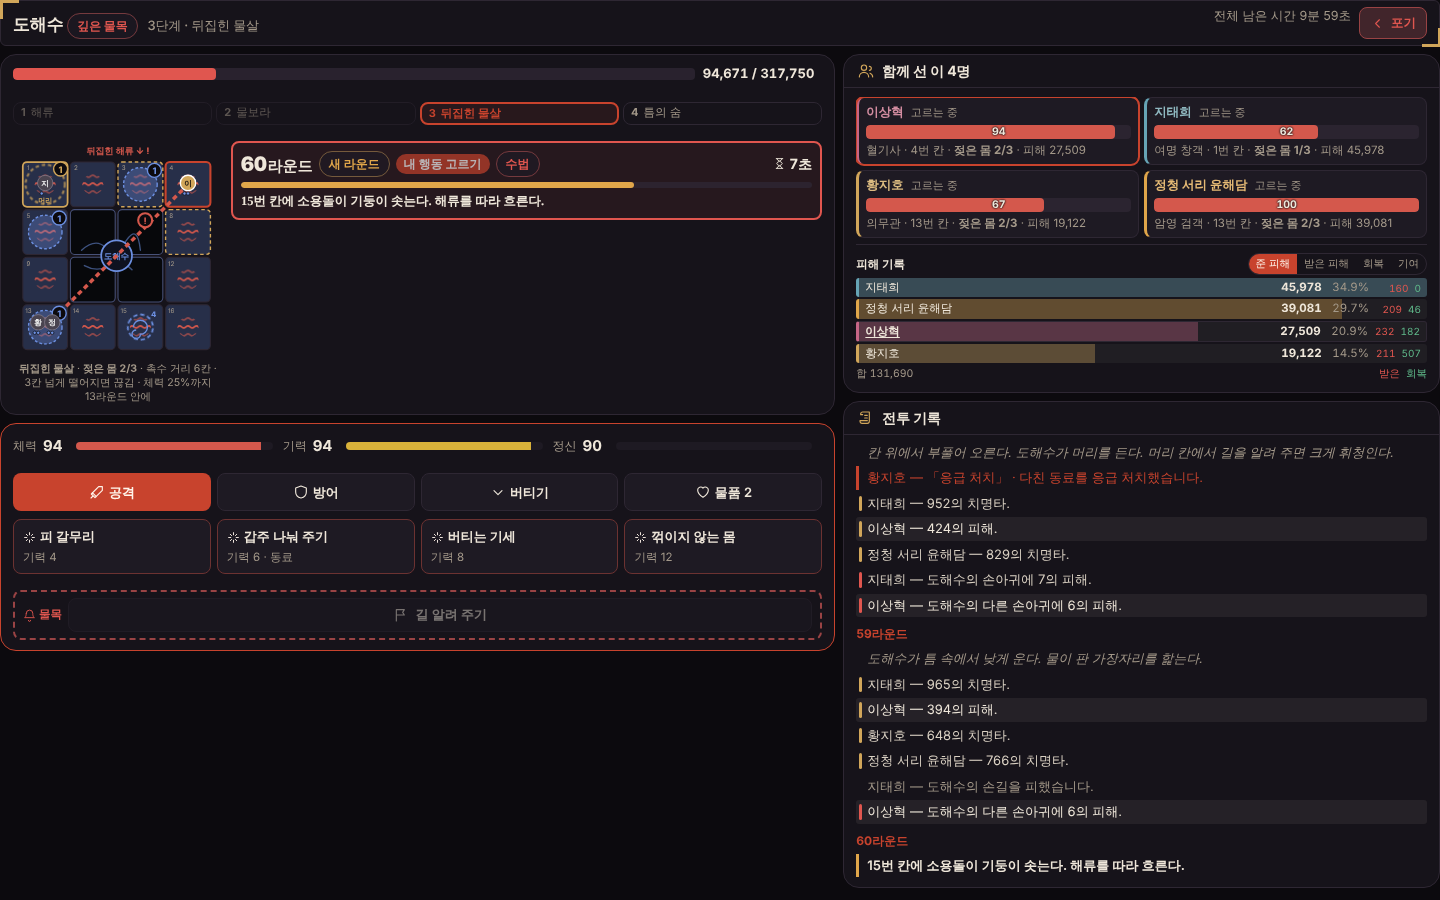 도해수 깊은 물목 3단계 · 뒤집힌 물살
전체 남은 시간 9분 59초 포기
94,671 / 317,750
1 해류 2 물보라 3 뒤집힌 물살 4 틈의 숨
뒤집힌 해류 ↓ !
1 지 1 2 3 1 4 이
5 1 ! 8
도해수
9 12
13 황 정 1 14 15 4 16
뒤집힌 물살 · 젖은 몸 2/3 · 촉수 거리 6칸 ·
3칸 넘게 떨어지면 끊김 · 체력 25%까지
13라운드 안에
60라운드 새 라운드 내 행동 고르기 수법 7초
15번 칸에 소용돌이 기둥이 솟는다. 해류를 따라 흐른다.
체력 94 기력 94 정신 90
공격 방어 버티기 물품 2
피 갈무리 갑주 나눠 주기 버티는 기세 꺾이지 않는 몸
기력 4 기력 6 · 동료 기력 8 기력 12
물목 길 알려 주기
함께 선 이 4명
이상혁 고르는 중
94
혈기사 · 4번 칸 · 젖은 몸 2/3 · 피해 27,509
지태희 고르는 중
62
여명 창객 · 1번 칸 · 젖은 몸 1/3 · 피해 45,978
황지호 고르는 중
67
의무관 · 13번 칸 · 젖은 몸 2/3 · 피해 19,122
정청 서리 윤해담 고르는 중
100
암영 검객 · 13번 칸 · 젖은 몸 2/3 · 피해 39,081
피해 기록 준 피해 받은 피해 회복 기여
지태희 45,978 34.9% 160 0
정청 서리 윤해담 39,081 29.7% 209 46
이상혁 27,509 20.9% 232 182
황지호 19,122 14.5% 211 507
합 131,690 받은 회복
전투 기록
칸 위에서 부풀어 오른다. 도해수가 머리를 든다. 머리 칸에서 길을 알려 주면 크게 휘청인다.
황지호 — 「응급 처치」 · 다친 동료를 응급 처치했습니다.
지태희 — 952의 치명타.
이상혁 — 424의 피해.
정청 서리 윤해담 — 829의 치명타.
지태희 — 도해수의 손아귀에 7의 피해.
이상혁 — 도해수의 다른 손아귀에 6의 피해.
59라운드
도해수가 틈 속에서 낮게 운다. 물이 판 가장자리를 핥는다.
지태희 — 965의 치명타.
이상혁 — 394의 피해.
황지호 — 648의 치명타.
정청 서리 윤해담 — 766의 치명타.
지태희 — 도해수의 손길을 피했습니다.
이상혁 — 도해수의 다른 손아귀에 6의 피해.
60라운드
15번 칸에 소용돌이 기둥이 솟는다. 해류를 따라 흐른다.